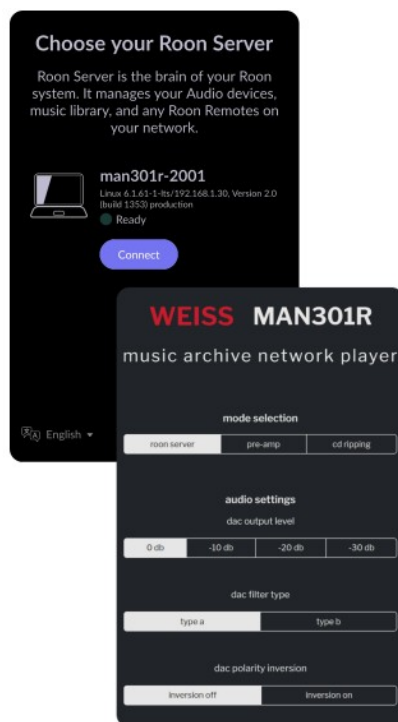 Choose your Roon Server
Roon Server is the brain of your Roon
system. It manages your Audio devices,
music library, and any Roon Remotes on
your network.
man301r-2001
Linux 6.1.61-1-lts/192.168.1.30, Version 2.0
(build 1353) production
Ready
Connect
English
WEISS MAN301R
music archive network player
mode selection
roon server pre-amp cd ripping
audio settings
dac output level
0 db -10 db -20 db -30 db
dac filter type
type a type b
dac polarity inversion
inversion off inversion on